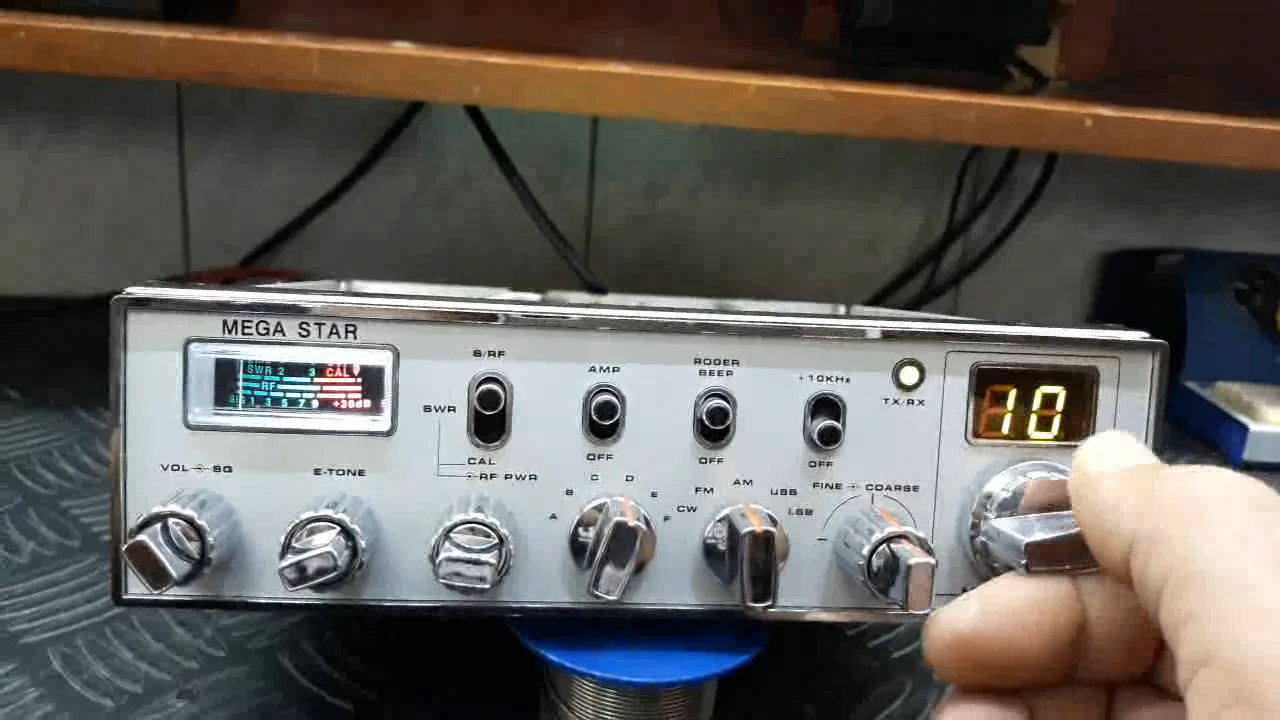 MEGA STAR
SWR 2 3 CAL
RF
1 3 5 7 9 +30dB
S/RF
SWR
CAL
RF PWR
AMP
OFF
ROGER
BEEP
OFF
+10KHz
OFF
TX/RX
10
VOL SQ
E-TONE
A B C D E F
CW FM AM USB LSB
FINE COARSE